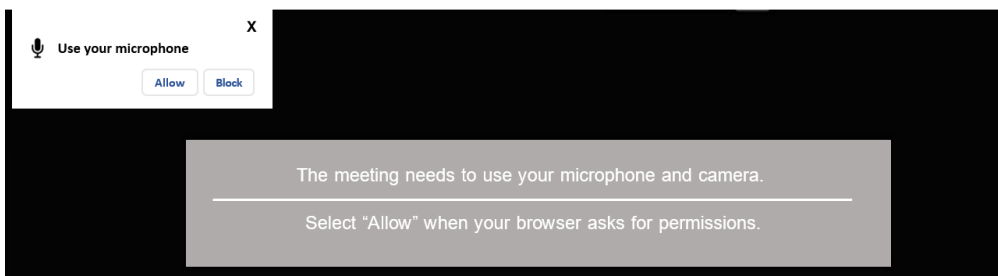 X
Use your microphone
Allow Block
The meeting needs to use your microphone and camera.
Select “Allow” when your browser asks for permissions.